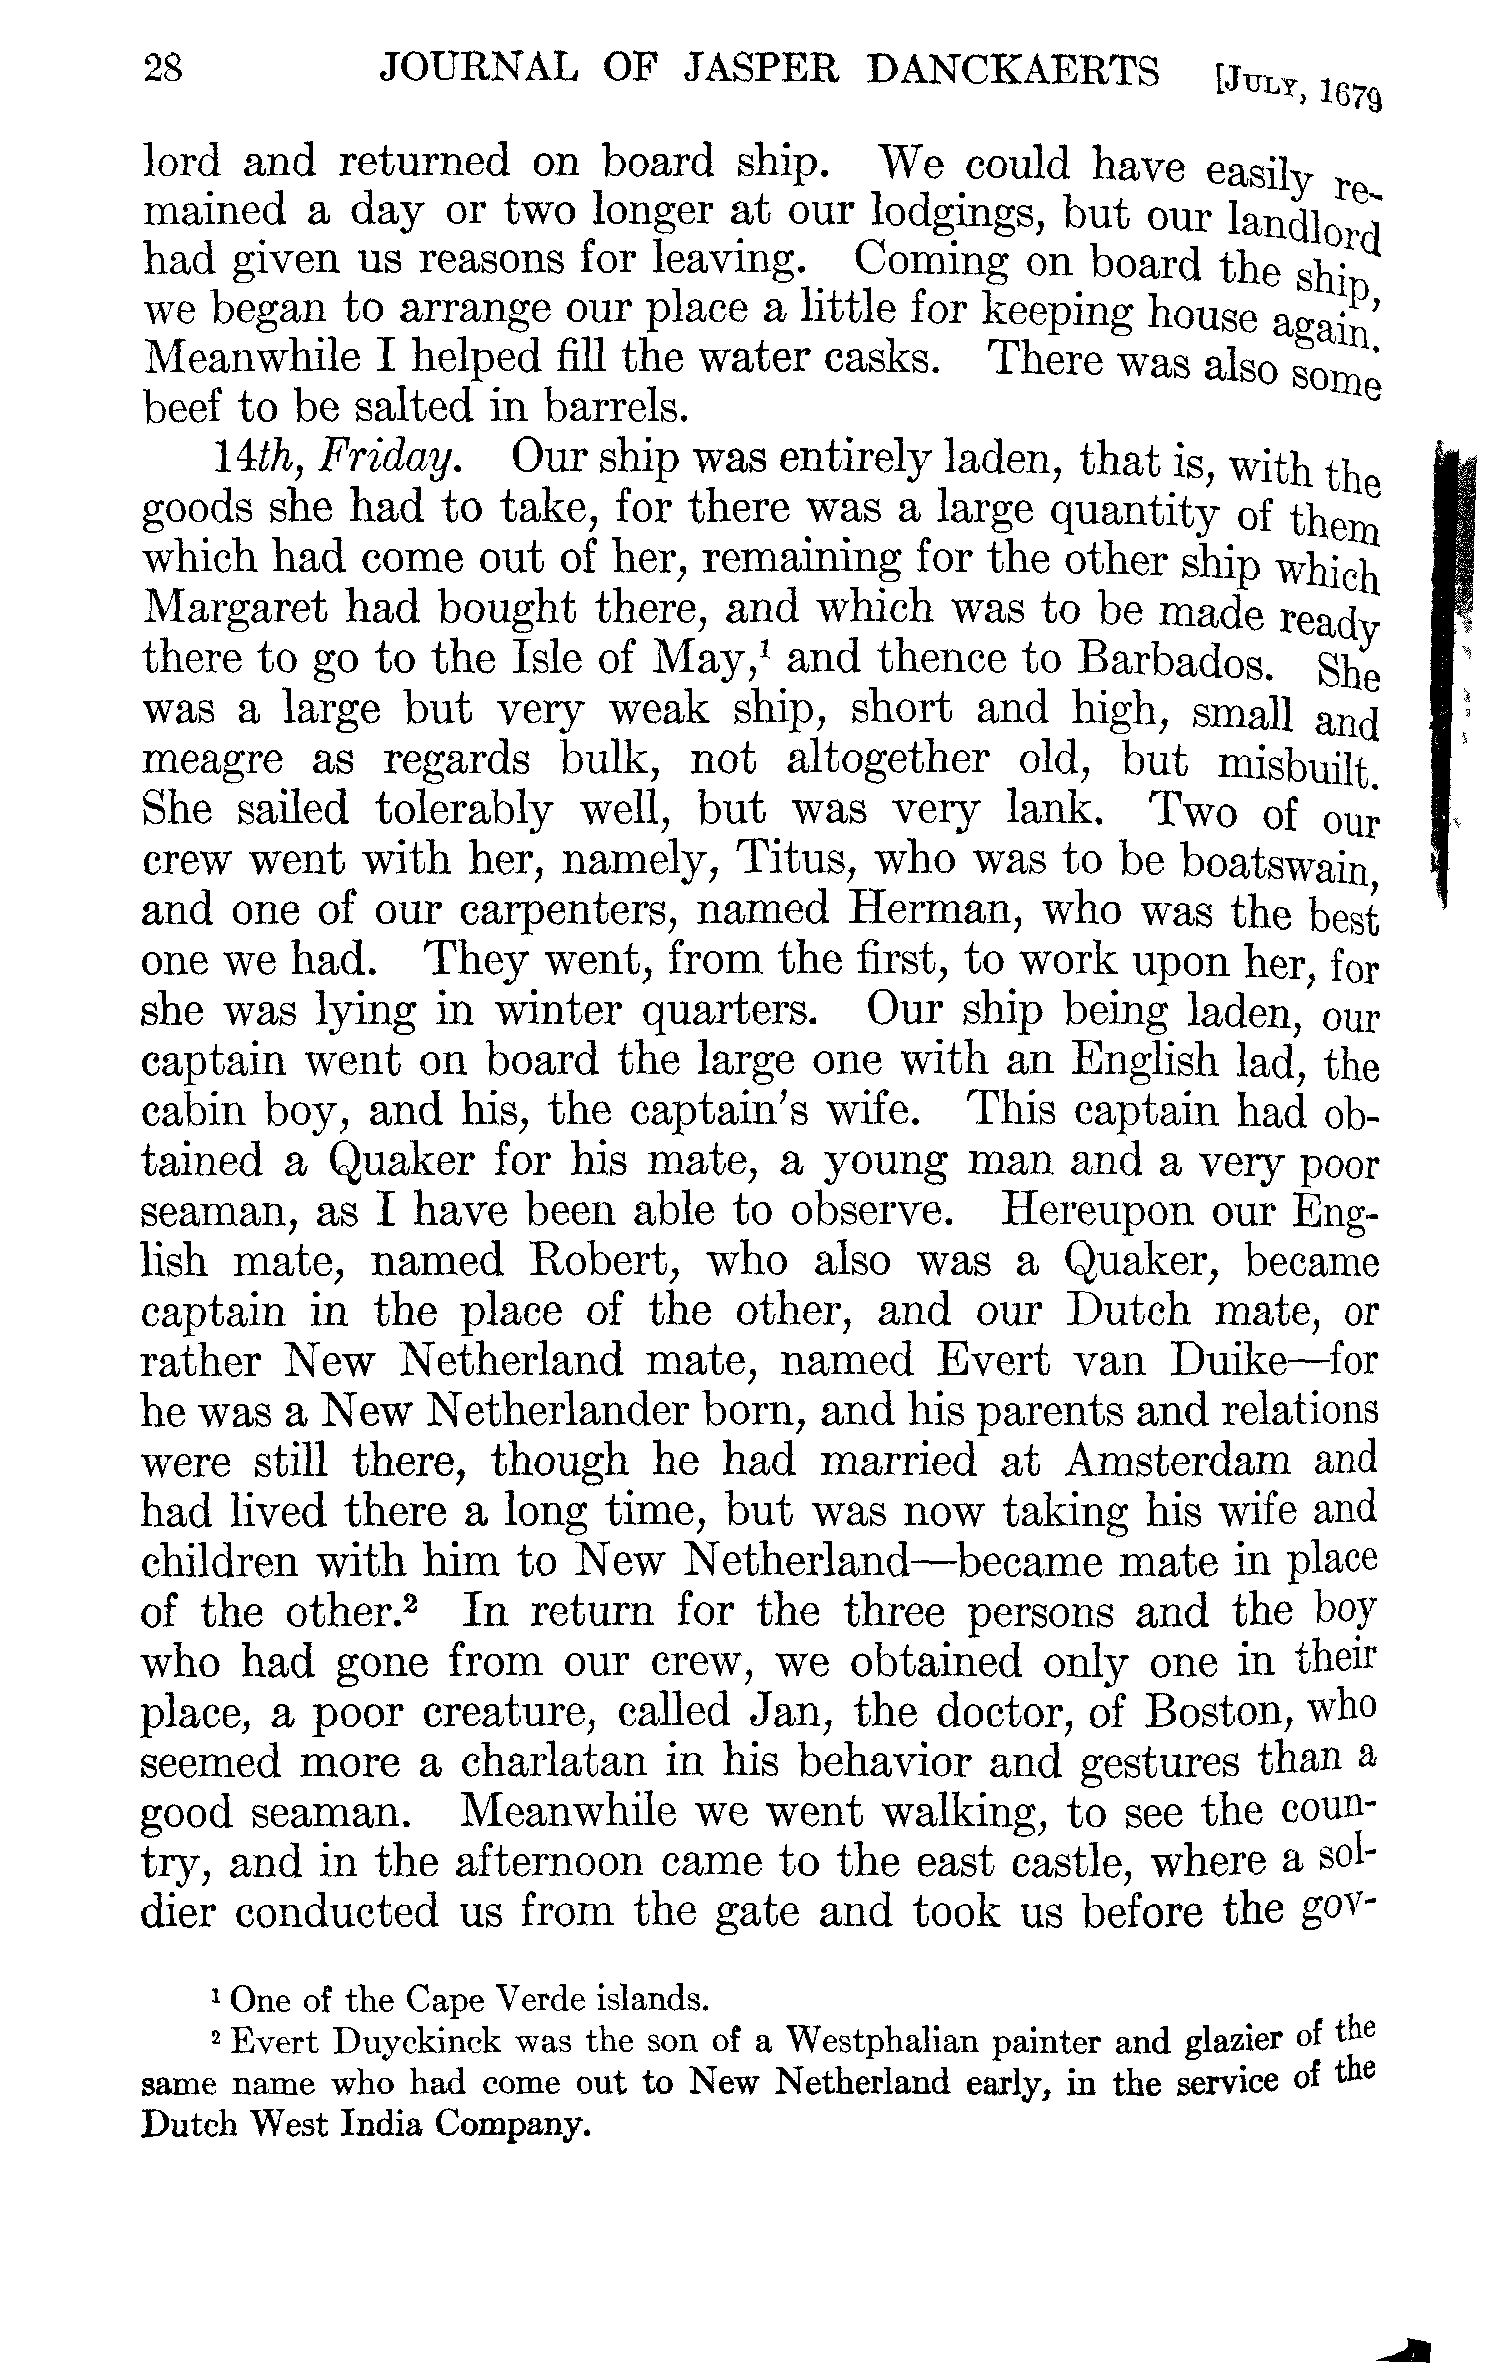 28 JOURNAL OF JASPER DANCKAERTS [JULY, 1679
lord and returned on board ship. We could have easily re-
mained a day or two longer at our lodgings, but our landlord
had given us reasons for leaving. Coming on board the ship,
we began to arrange our place a little for keeping house again.
Meanwhile I helped fill the water casks. There was also some
beef to be salted in barrels.
14th, Friday. Our ship was entirely laden, that is, with the
goods she had to take, for there was a large quantity of them
which had come out of her, remaining for the other ship which
Margaret had bought there, and which was to be made ready
there to go to the Isle of May,¹ and thence to Barbados. She
was a large but very weak ship, short and high, small and
meagre as regards bulk, not altogether old, but misbuilt.
She sailed tolerably well, but was very lank. Two of our
crew went with her, namely, Titus, who was to be boatswain,
and one of our carpenters, named Herman, who was the best
one we had. They went, from the first, to work upon her, for
she was lying in winter quarters. Our ship being laden, our
captain went on board the large one with an English lad, the
cabin boy, and his, the captain's wife. This captain had ob-
tained a Quaker for his mate, a young man and a very poor
seaman, as I have been able to observe. Hereupon our Eng-
lish mate, named Robert, who also was a Quaker, became
captain in the place of the other, and our Dutch mate, or
rather New Netherland mate, named Evert van Duike—for
he was a New Netherlander born, and his parents and relations
were still there, though he had married at Amsterdam and
had lived there a long time, but was now taking his wife and
children with him to New Netherland—became mate in place
of the other.² In return for the three persons and the boy
who had gone from our crew, we obtained only one in their
place, a poor creature, called Jan, the doctor, of Boston, who
seemed more a charlatan in his behavior and gestures than a
good seaman. Meanwhile we went walking, to see the coun-
try, and in the afternoon came to the east castle, where a sol-
dier conducted us from the gate and took us before the gov-
¹ One of the Cape Verde islands.
² Evert Duyckinck was the son of a Westphalian painter and glazier of the
same name who had come out to New Netherland early, in the service of the
Dutch West India Company.